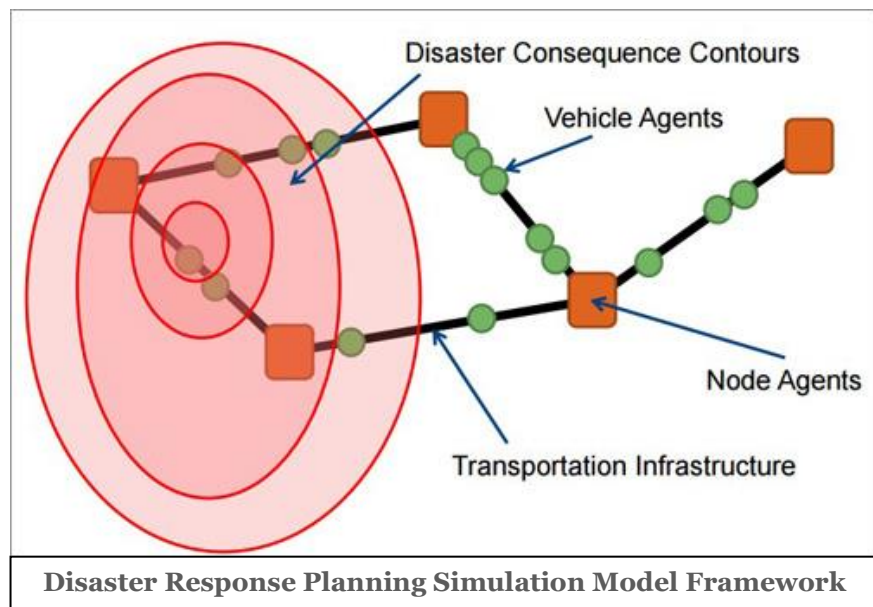 Disaster Consequence Contours
Vehicle Agents
Node Agents
Transportation Infrastructure
Disaster Response Planning Simulation Model Framework